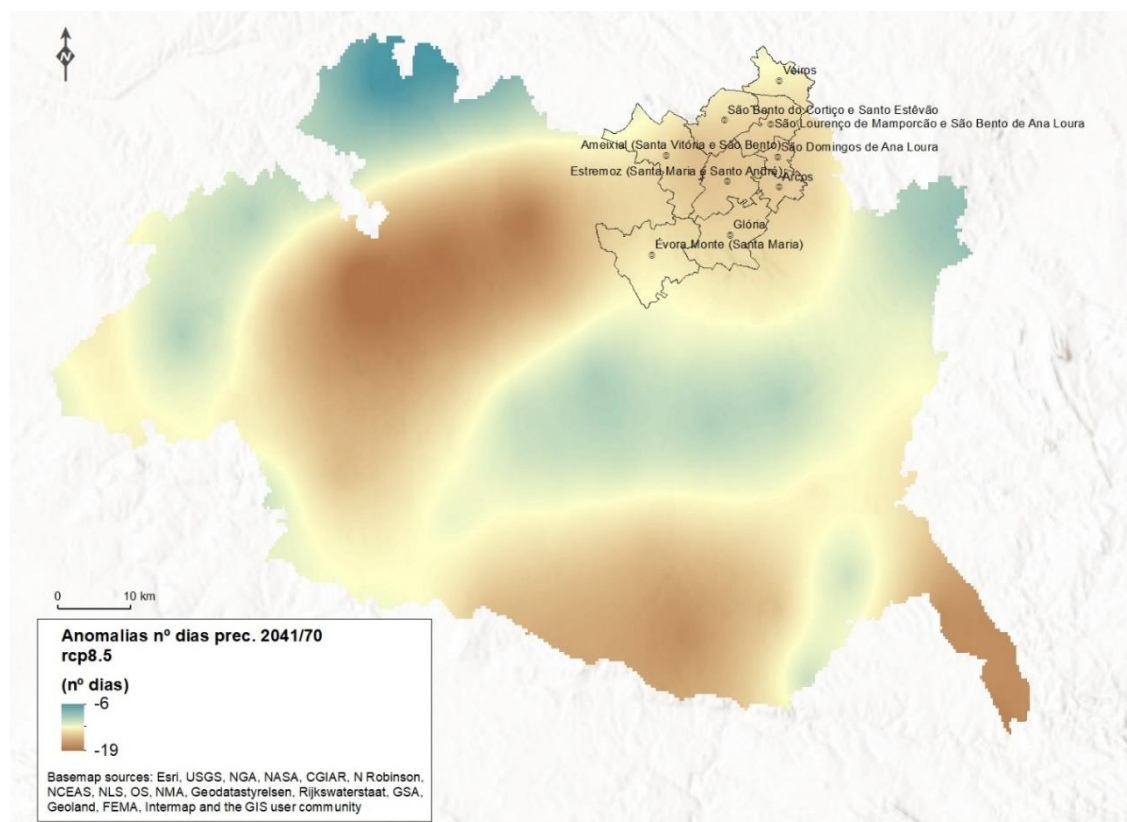 N
Veiros
São Bento do Cortiço e Santo Estêvão
São Lourenço de Mamporcão e São Bento de Ana Loura
Ameixial (Santa Vitória e São Bento)
São Domingos de Ana Loura
Estremoz (Santa Maria e Santo André)
Arcos
Glória
Évora Monte (Santa Maria)
0 10 km
Anomalias nº dias prec. 2041/70
rcp8.5
(nº dias)
-6
-19
Basemap sources: Esri, USGS, NGA, NASA, CGIAR, N Robinson,
NCEAS, NLS, OS, NMA, Geodatastyrelsen, Rijkswaterstaat, GSA,
Geoland, FEMA, Intermap and the GIS user community